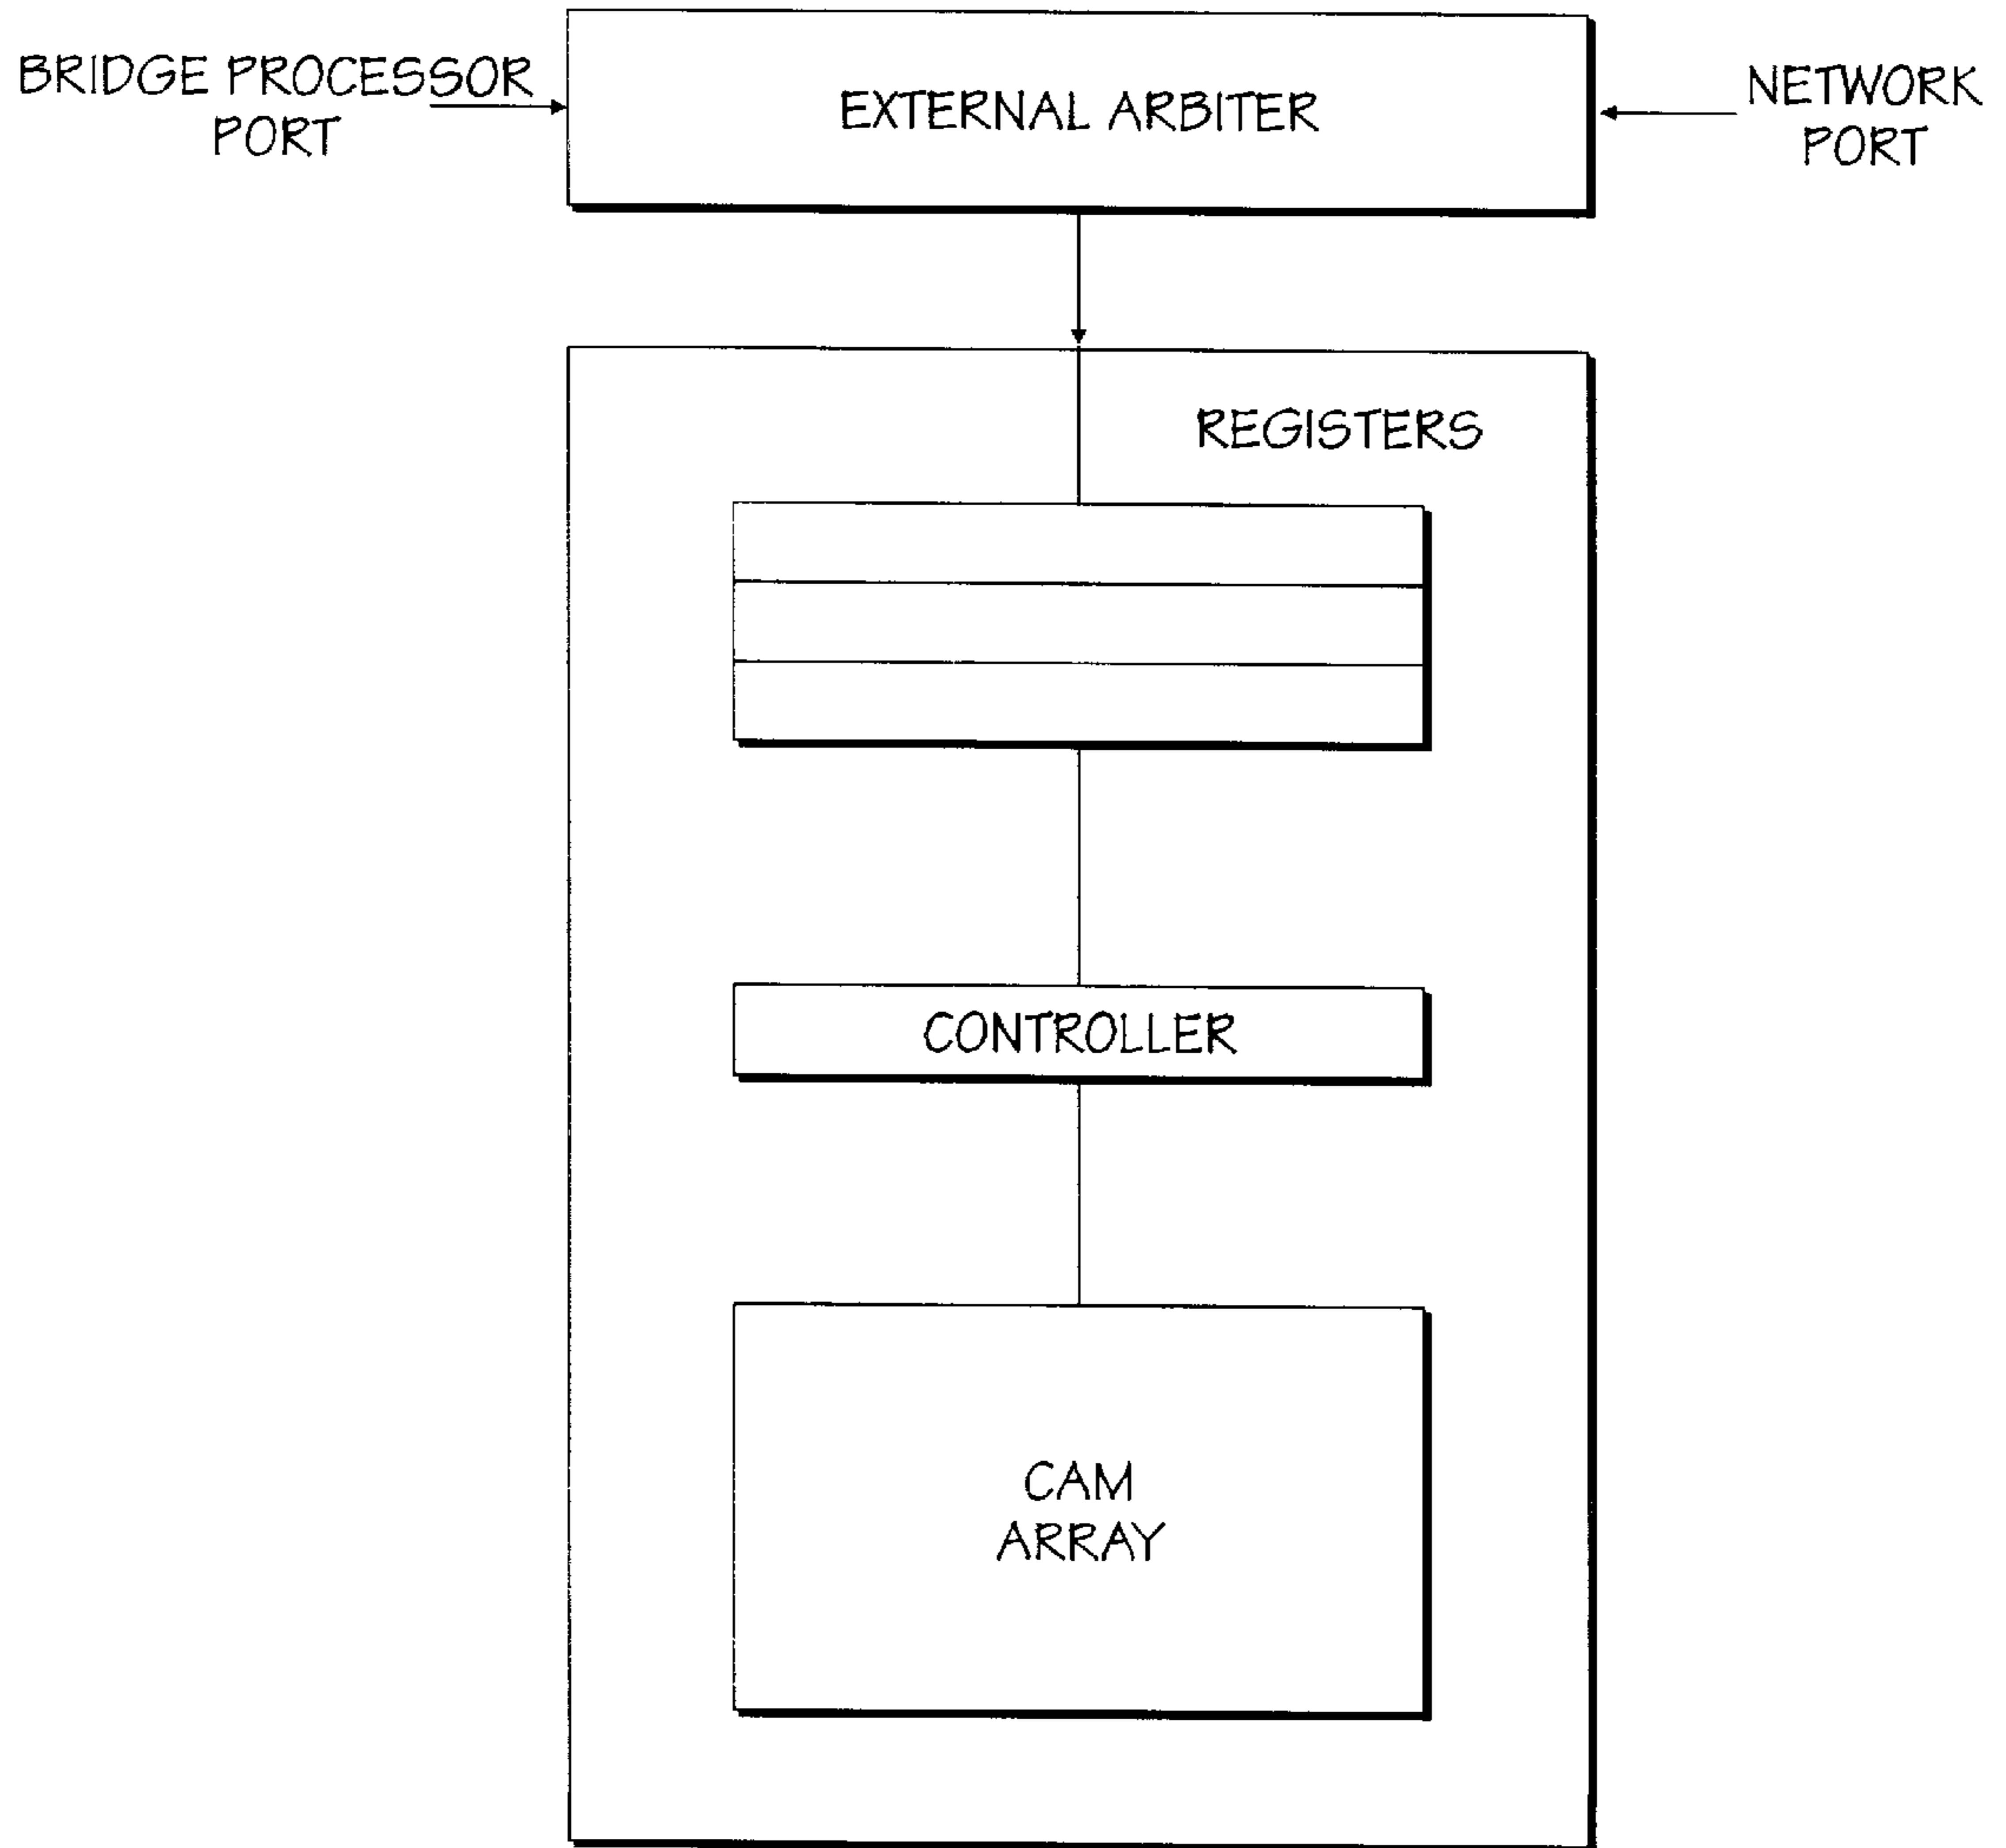 BRIDGE PROCESSOR
PORT
EXTERNAL ARBITER
NETWORK
PORT
REGISTERS
CONTROLLER
CAM
ARRAY